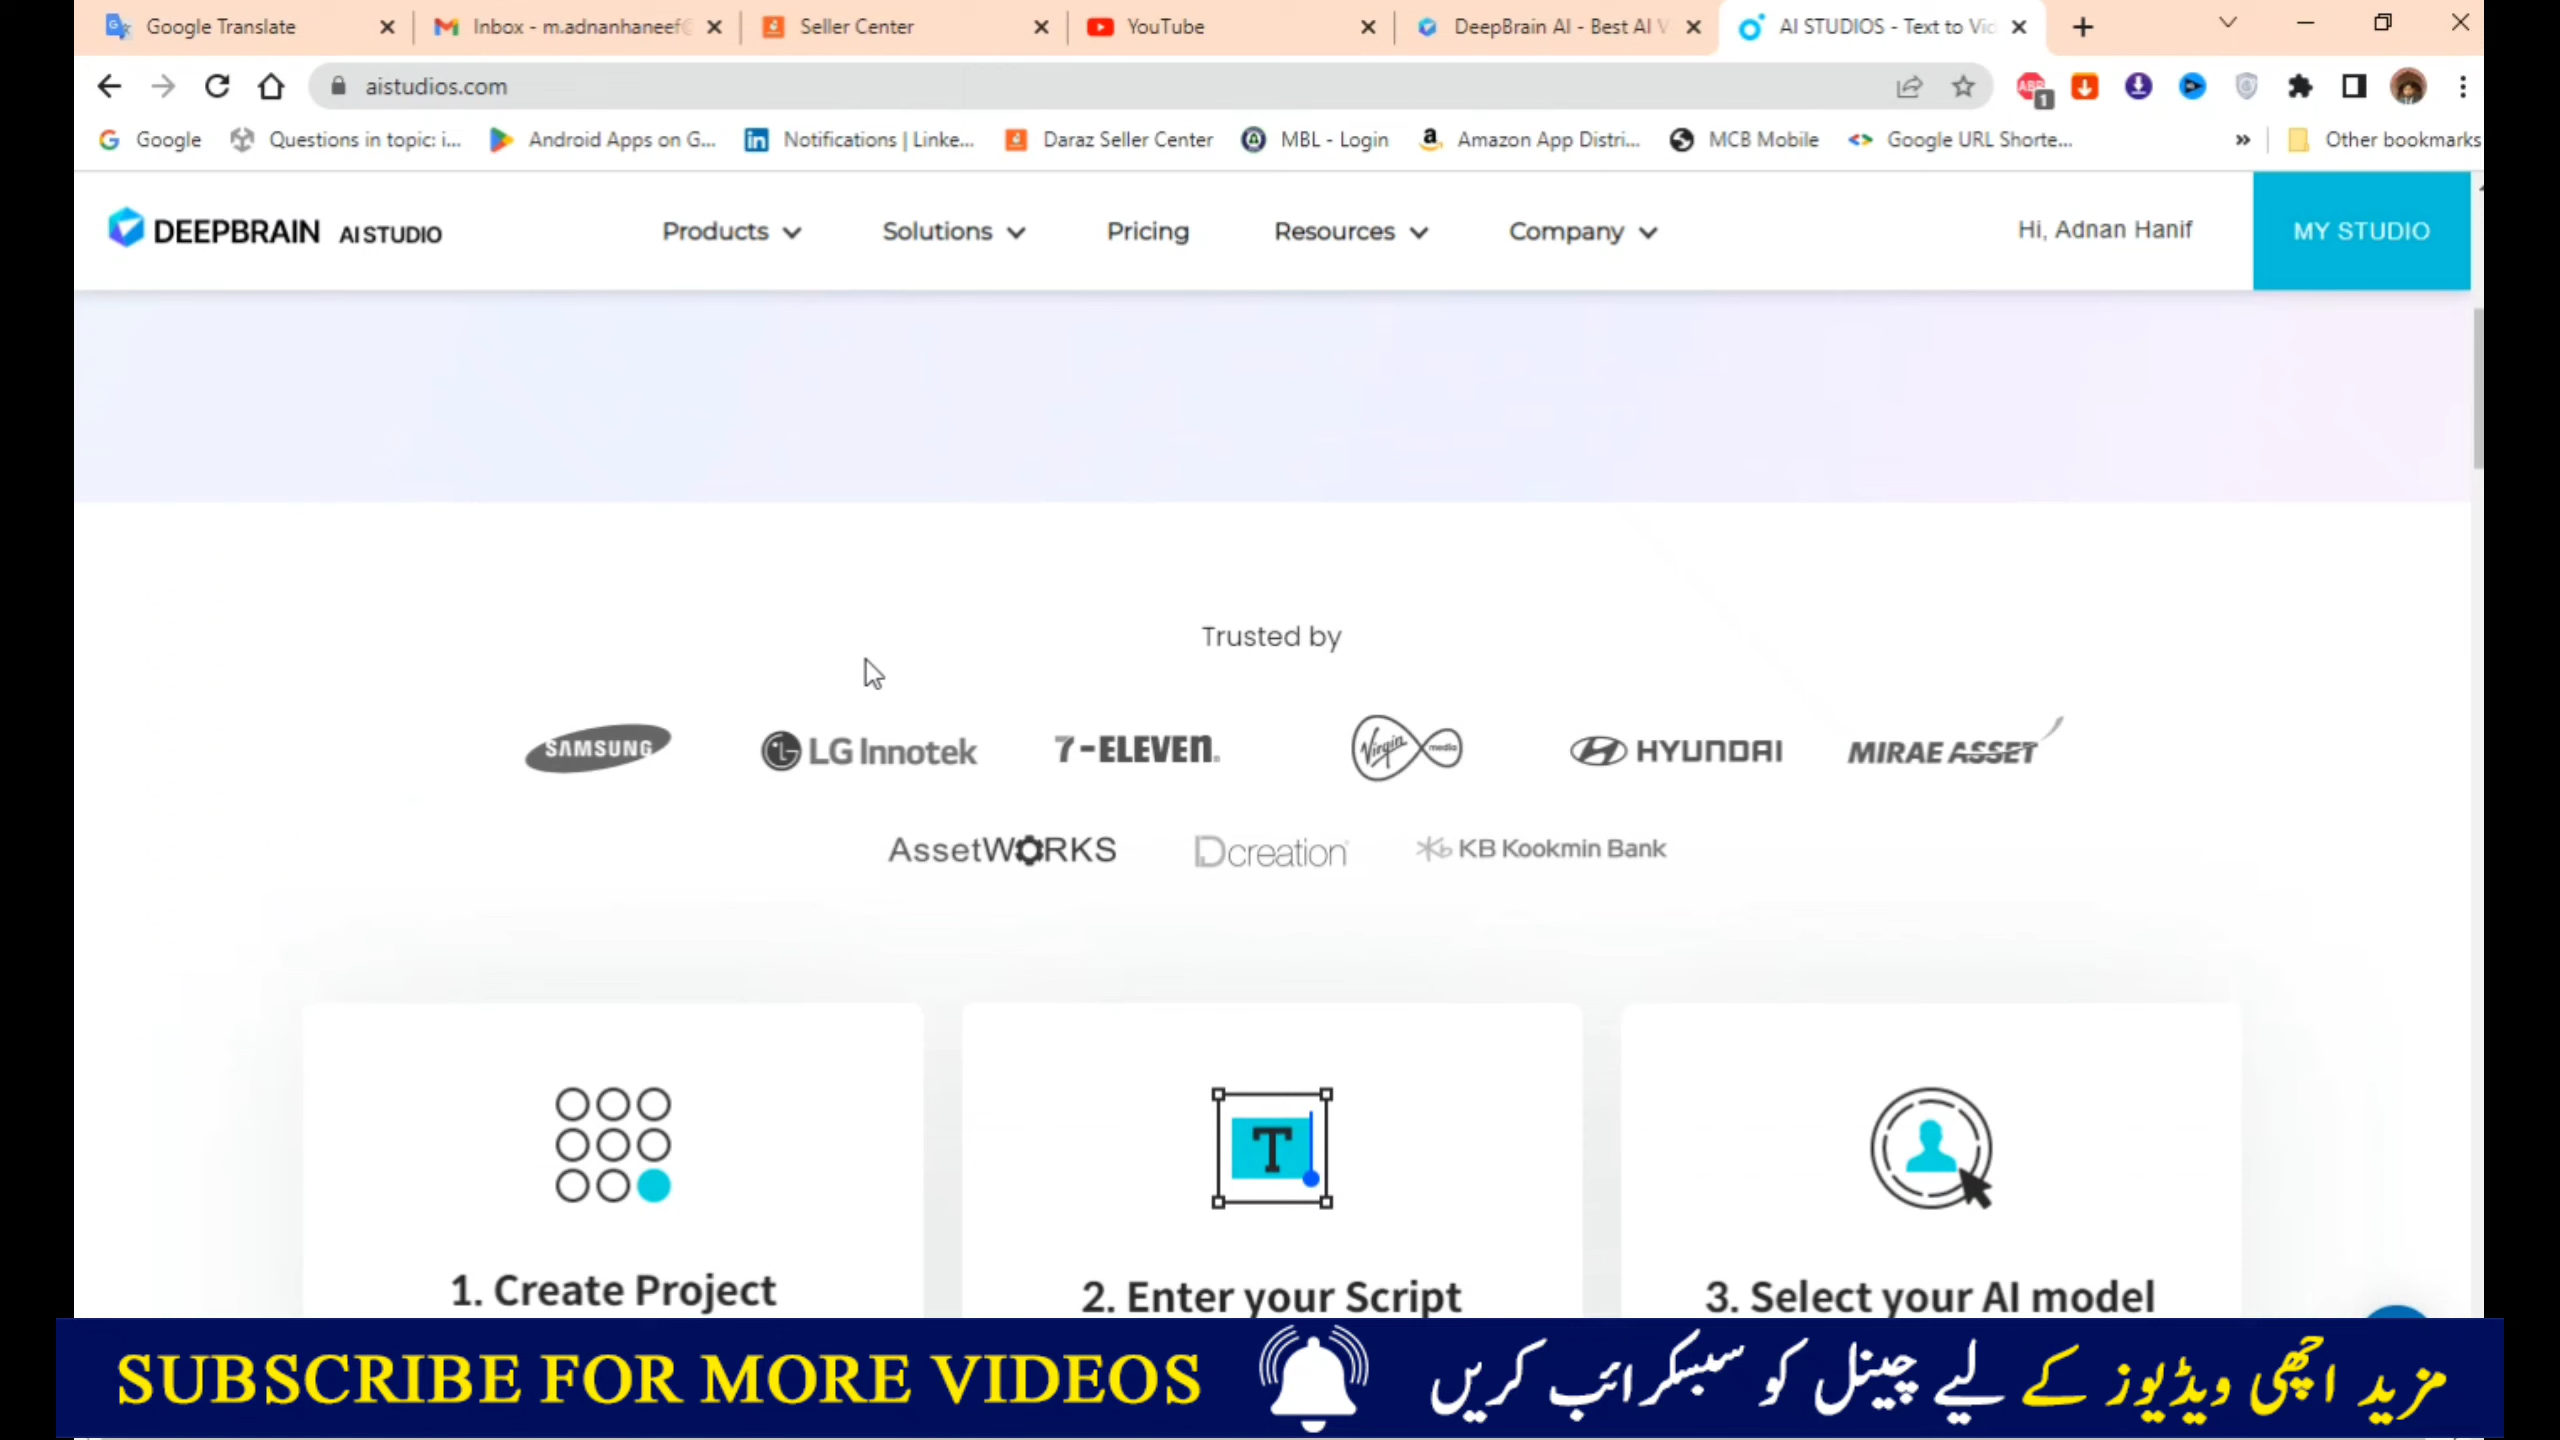 Google Translate
Inbox - m.adnanhaneef@
Seller Center
YouTube
DeepBrain AI - Best AI V
AI STUDIOS - Text to Vid
aistudios.com
ABP
1
Google
Questions in topic: i...
Android Apps on G...
Notifications | Linke...
Daraz Seller Center
MBL - Login
Amazon App Distri...
MCB Mobile
Google URL Shorte...
»
Other bookmarks
DEEPBRAIN AI STUDIO
Products
Solutions
Pricing
Resources
Company
Hi, Adnan Hanif
MY STUDIO
Trusted by
SAMSUNG
LG Innotek
7-ELEVEN.
Virgin media
HYUNDAI
MIRAE ASSET
AssetWORKS
Dcreation
KB Kookmin Bank
T
1. Create Project
2. Enter your Script
3. Select your AI model
SUBSCRIBE FOR MORE VIDEOS
مزید اچھی ویڈیوز کے لیے چینل کو سبسکرائب کریں